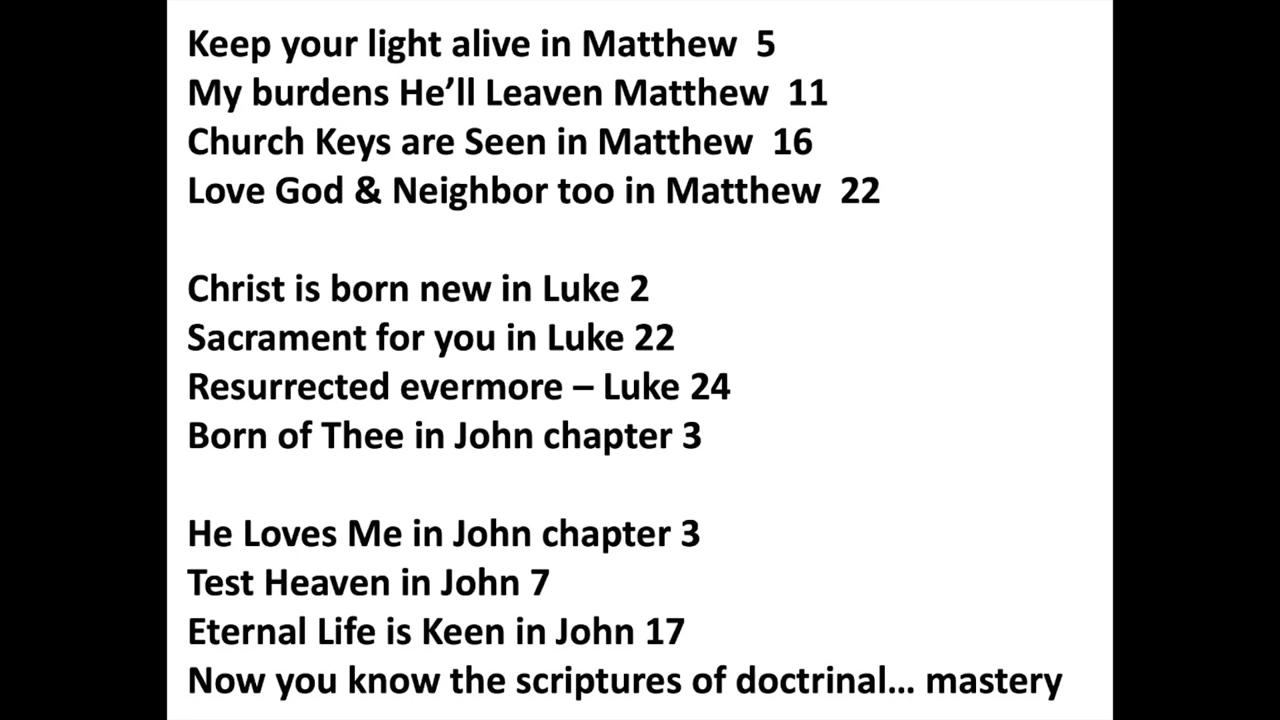 Keep your light alive in Matthew 5
My burdens He’ll Leaven Matthew 11
Church Keys are Seen in Matthew 16
Love God & Neighbor too in Matthew 22
Christ is born new in Luke 2
Sacrament for you in Luke 22
Resurrected evermore – Luke 24
Born of Thee in John chapter 3
He Loves Me in John chapter 3
Test Heaven in John 7
Eternal Life is Keen in John 17
Now you know the scriptures of doctrinal... mastery